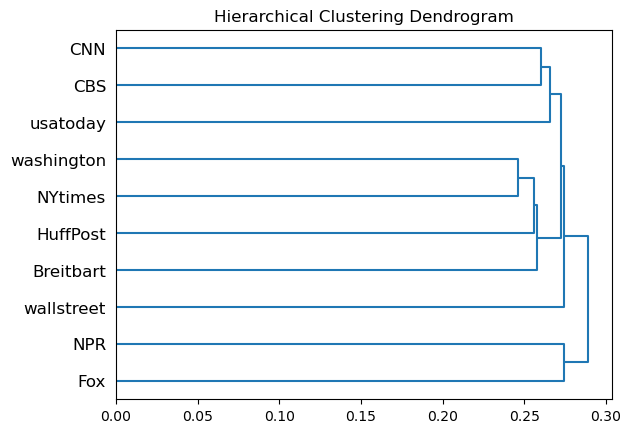 Hierarchical Clustering Dendrogram
CNN
CBS
usatoday
washington
NYtimes
HuffPost
Breitbart
wallstreet
NPR
Fox
0.00 0.05 0.10 0.15 0.20 0.25 0.30